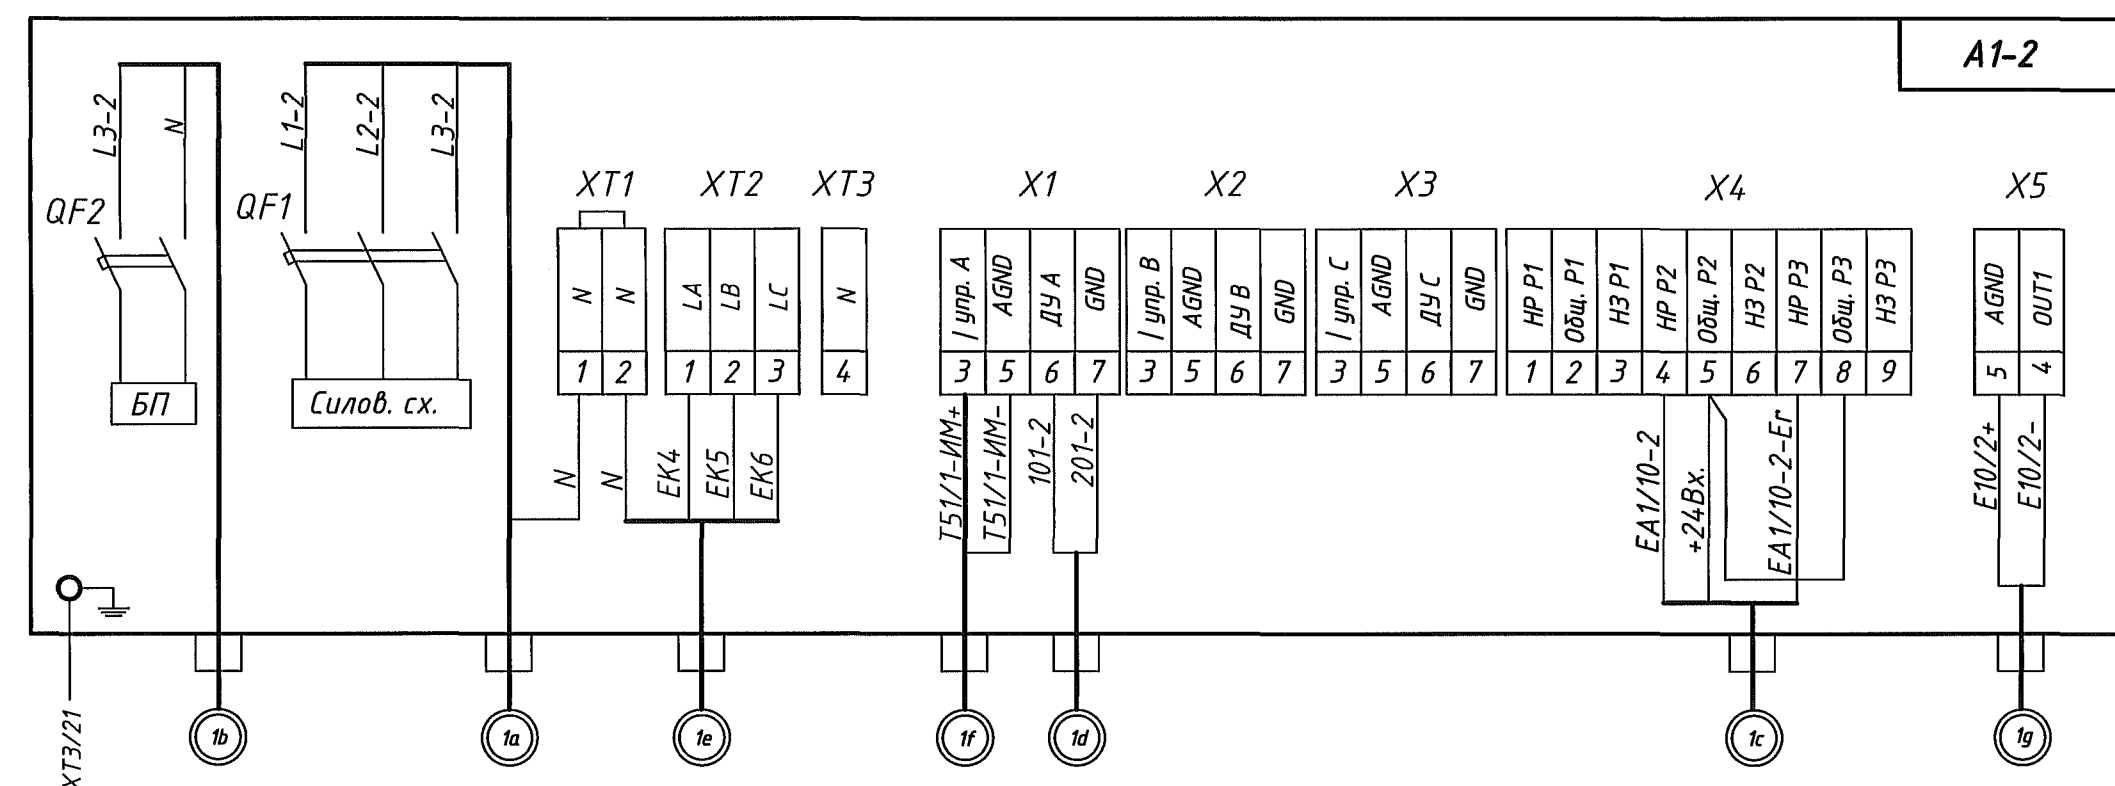 A1-2
L3-2
N
L1-2
L2-2
L3-2
QF2
QF1
XT1
XT2
XT3
X1
X2
X3
X4
X5
N
N
LA
LB
LC
N
I упр. A
AGND
ДУ A
GND
I упр. B
AGND
ДУ B
GND
I упр. C
AGND
ДУ C
GND
НР Р1
Общ. Р1
НЗ Р1
НР Р2
Общ. Р2
НЗ Р2
НР Р3
Общ. Р3
НЗ Р3
AGND
OUT1
1 2
1 2 3
4
3 5 6 7
3 5 6 7
3 5 6 7
1 2 3 4 5 6 7 8 9
5 4
БП
Силов. сх.
N
N
EK4
EK5
EK6
T51/1-ИМ+
T51/1-ИМ-
101-2
201-2
EA1/10-2
+24Вх.
EA1/10-2-Er
E10/2+
E10/2-
XT3/21
1b
1a
1e
1f
1d
1c
1g